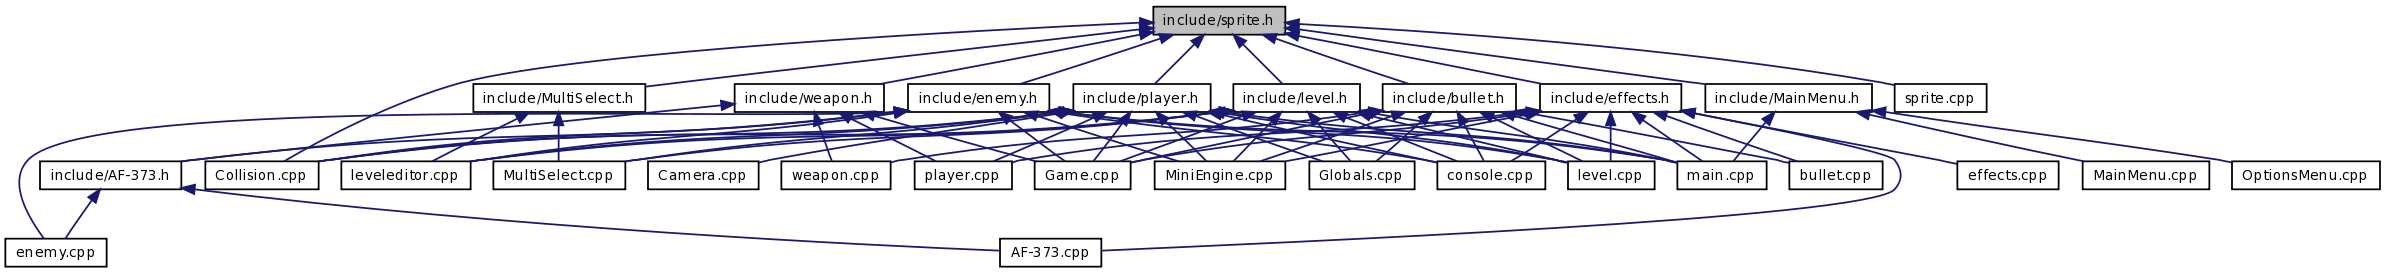 include/sprite.h
include/MultiSelect.h
include/weapon.h
include/enemy.h
include/player.h
include/level.h
include/bullet.h
include/effects.h
include/MainMenu.h
sprite.cpp
include/AF-373.h
Collision.cpp
leveleditor.cpp
MultiSelect.cpp
Camera.cpp
weapon.cpp
player.cpp
Game.cpp
MiniEngine.cpp
Globals.cpp
console.cpp
level.cpp
main.cpp
bullet.cpp
effects.cpp
MainMenu.cpp
OptionsMenu.cpp
enemy.cpp
AF-373.cpp